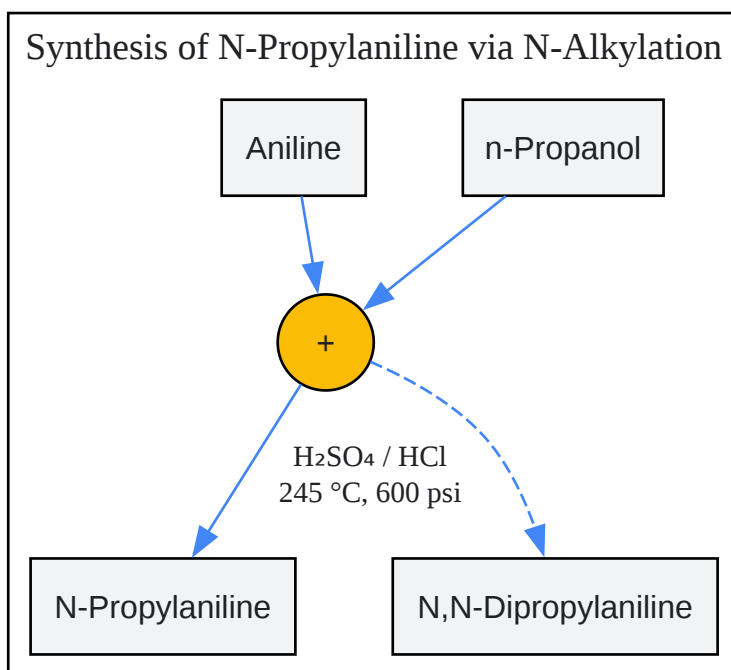 Synthesis of N-Propylaniline via N-Alkylation
Aniline
n-Propanol
+
H₂SO₄ / HCl
245 °C, 600 psi
N-Propylaniline
N,N-Dipropylaniline